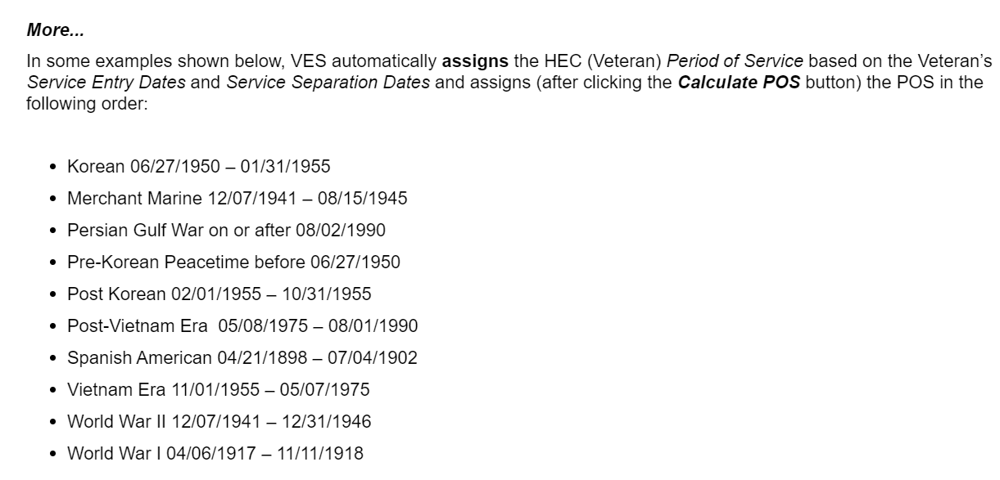 More...
In some examples shown below, VES automatically assigns the HEC (Veteran) Period of Service based on the Veteran’s
Service Entry Dates and Service Separation Dates and assigns (after clicking the Calculate POS button) the POS in the
following order:
• Korean 06/27/1950 – 01/31/1955
• Merchant Marine 12/07/1941 – 08/15/1945
• Persian Gulf War on or after 08/02/1990
• Pre-Korean Peacetime before 06/27/1950
• Post Korean 02/01/1955 – 10/31/1955
• Post-Vietnam Era  05/08/1975 – 08/01/1990
• Spanish American 04/21/1898 – 07/04/1902
• Vietnam Era 11/01/1955 – 05/07/1975
• World War II 12/07/1941 – 12/31/1946
• World War I 04/06/1917 – 11/11/1918